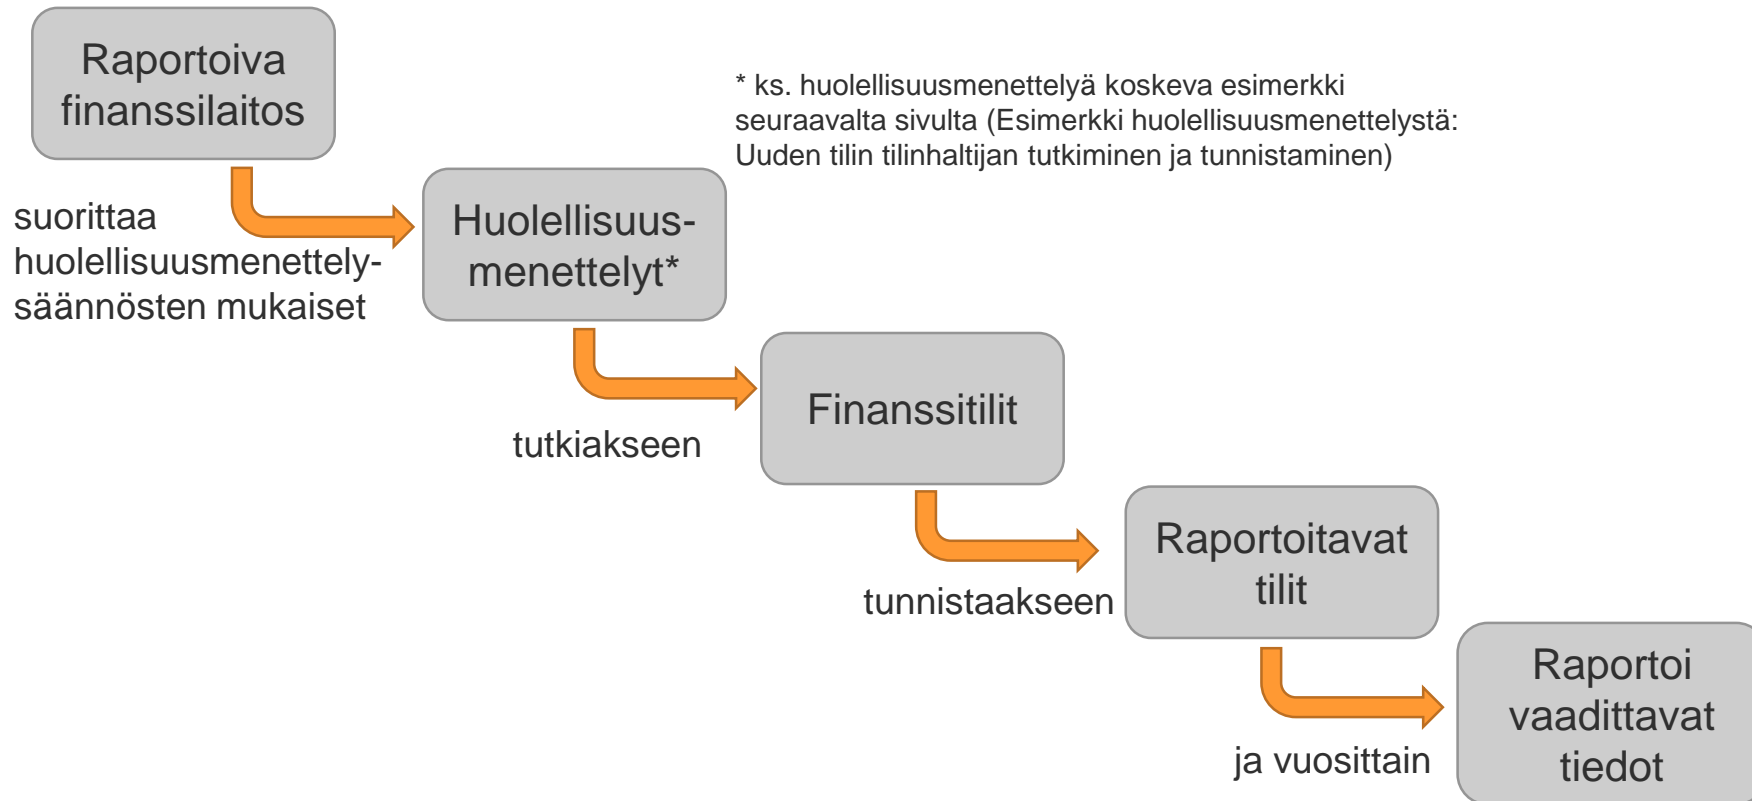 Raportoiva
finanssilaitos
* ks. huolellisuusmenettelyä koskeva esimerkki
seuraavalta sivulta (Esimerkki huolellisuusmenettelystä:
Uuden tilin tilinhaltijan tutkiminen ja tunnistaminen)
suorittaa
huolellisuusmenettely-
säännösten mukaiset
Huolellisuus-
menettelyt*
tutkiakseen
Finanssitilit
tunnistaakseen
Raportoitavat
tilit
ja vuosittain
Raportoi
vaadittavat
tiedot